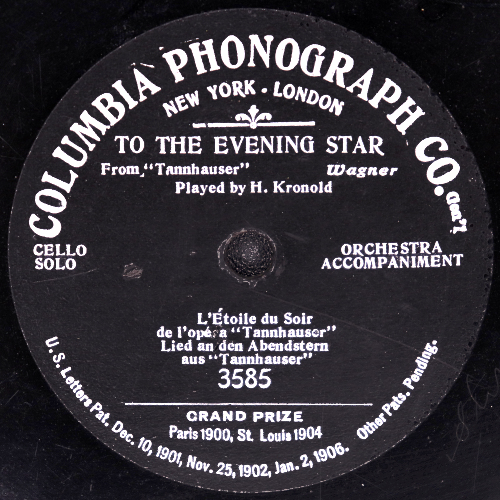 COLUMBIA PHONOGRAPH CO. Gen'l
NEW YORK · LONDON
TO THE EVENING STAR
From "Tannhauser" Wagner
Played by H. Kronold
CELLO SOLO
ORCHESTRA ACCOMPANIMENT
L'Étoile du Soir
de l'opéra "Tannhauser"
Lied an den Abendstern
aus "Tannhauser"
3585
GRAND PRIZE
Paris 1900, St. Louis 1904
U.S. Letters Pat. Dec. 10, 1901, Nov. 25, 1902, Jan. 2, 1906. Other Pats. Pending.